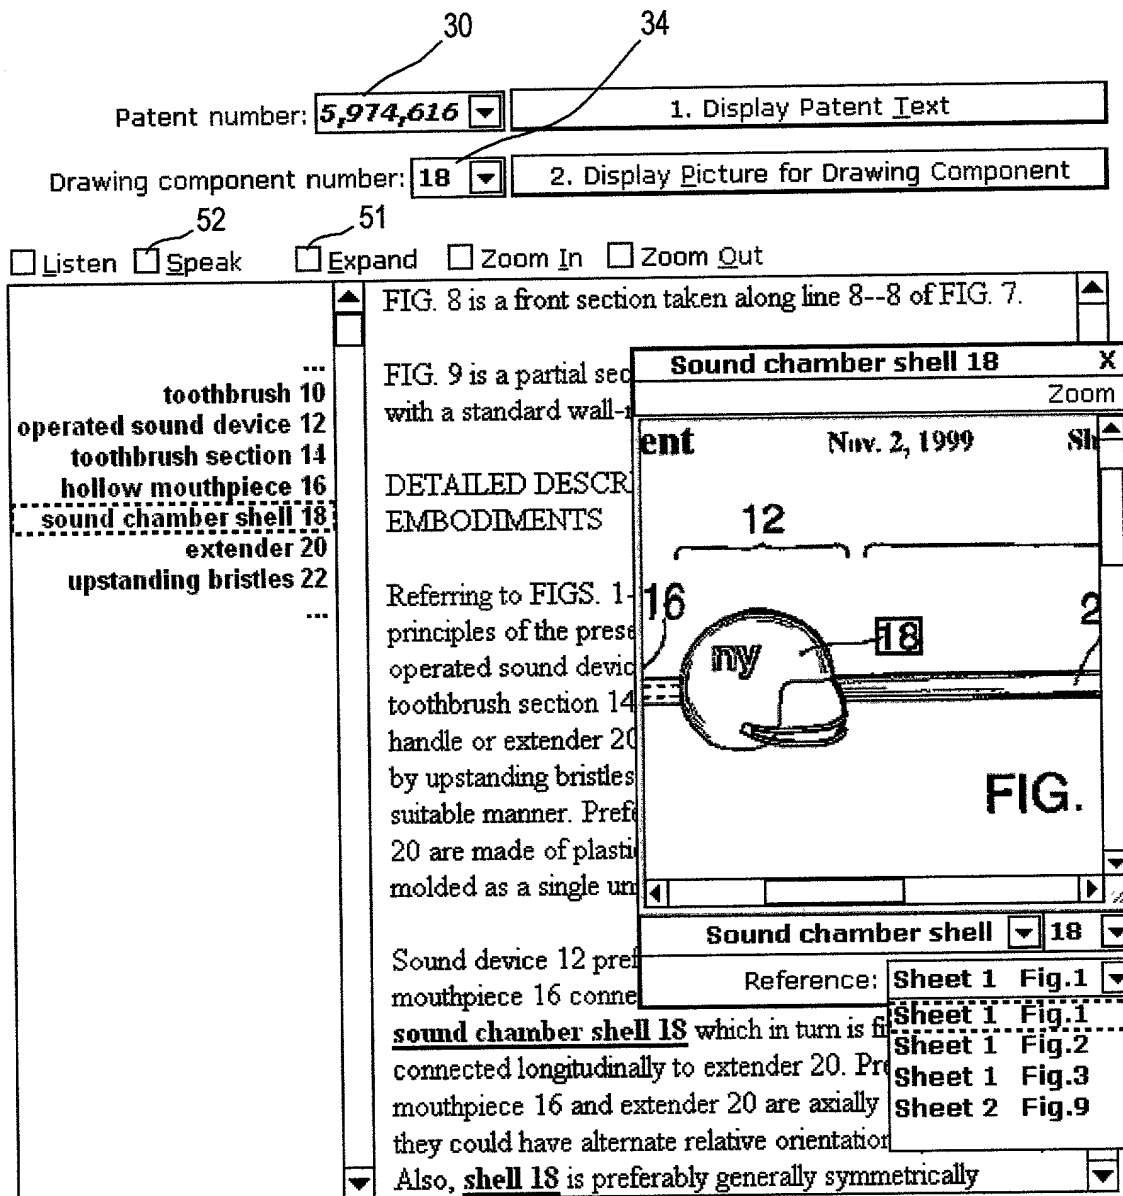 30
34
Patent number: 5,974,616 1. Display Patent Text
Drawing component number: 18 2. Display Picture for Drawing Component
52
51
Listen Speak Expand Zoom In Zoom Out
...
toothbrush 10
operated sound device 12
toothbrush section 14
hollow mouthpiece 16
sound chamber shell 18
extender 20
upstanding bristles 22
...
FIG. 8 is a front section taken along line 8--8 of FIG. 7.
FIG. 9 is a partial sec
with a standard wall-
DETAILED DESCR
EMBODIMENTS
Referring to FIGS. 1-
principles of the prese
operated sound devic
toothbrush section 14
handle or extender 20
by upstanding bristles
suitable manner. Prefe
20 are made of plasti
molded as a single un
Sound device 12 pref
mouthpiece 16 conne
sound chamber shell 18 which in turn is fi
connected longitudinally to extender 20. Pre
mouthpiece 16 and extender 20 are axially
they could have alternate relative orientation
Also, shell 18 is preferably generally symmetrically
Sound chamber shell 18 X
Zoom
ent Nov. 2, 1999 Sh
12
16
18
2
ny
FIG.
Sound chamber shell 18
Reference: Sheet 1 Fig.1
Sheet 1 Fig.1
Sheet 1 Fig.2
Sheet 1 Fig.3
Sheet 2 Fig.9